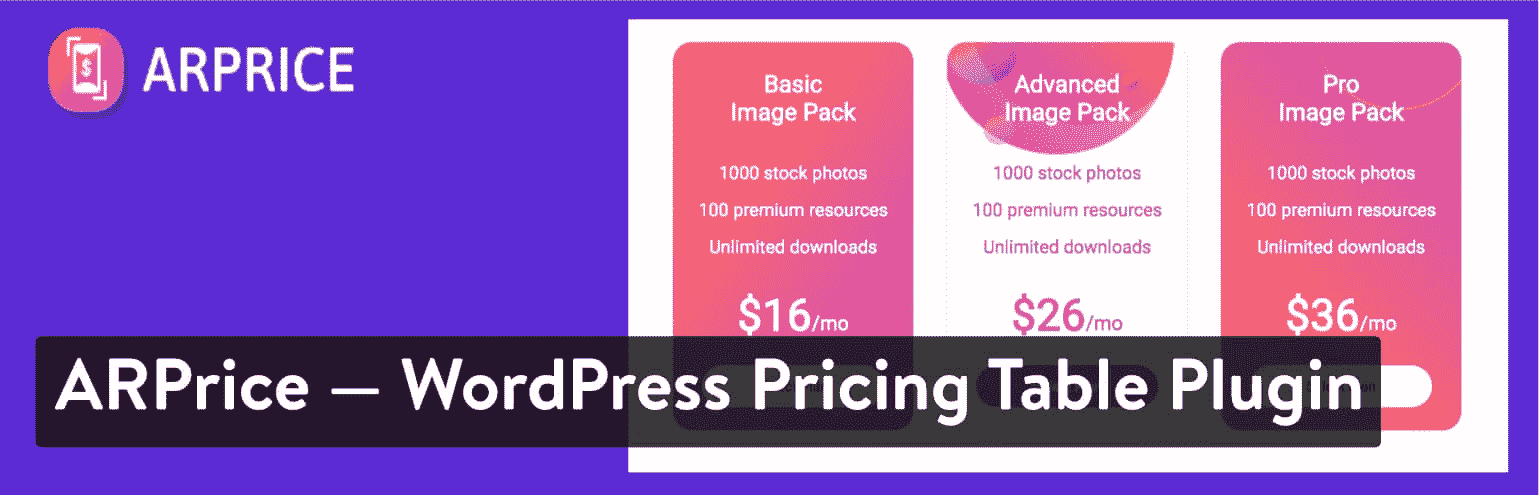 $
ARPRICE
Basic
Image Pack
1000 stock photos
100 premium resources
Unlimited downloads
$16/mo
Advanced
Image Pack
1000 stock photos
100 premium resources
Unlimited downloads
$26/mo
Pro
Image Pack
1000 stock photos
100 premium resources
Unlimited downloads
$36/mo
ARPrice — WordPress Pricing Table Plugin